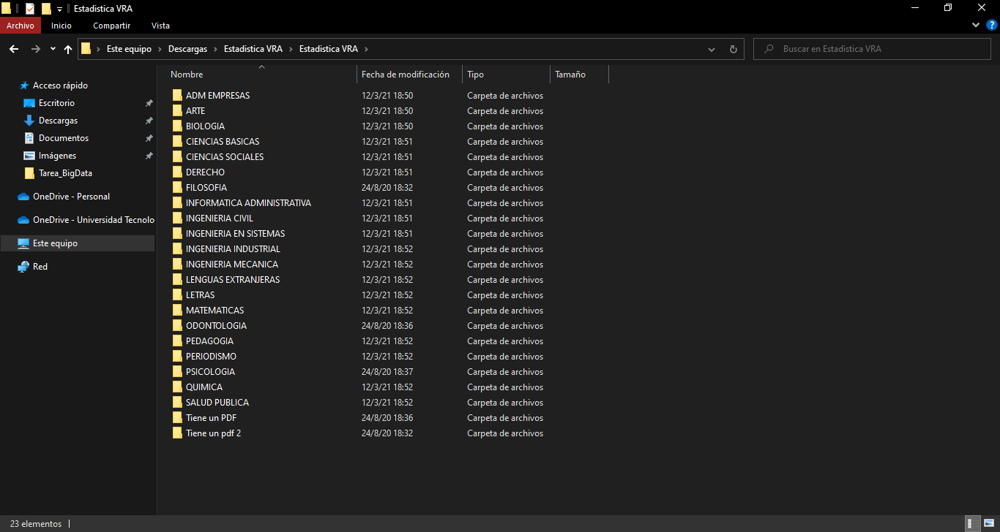 Estadistica VRA
Archivo Inicio Compartir Vista
Este equipo Descargas Estadistica VRA Estadistica VRA Buscar en Estadistica VRA
Acceso rápido
Escritorio
Descargas
Documentos
Imágenes
Tarea_BigData
OneDrive - Personal
OneDrive - Universidad Tecnolo
Este equipo
Red
Nombre Fecha de modificación Tipo Tamaño
ADM EMPRESAS 12/3/21 18:50 Carpeta de archivos
ARTE 12/3/21 18:50 Carpeta de archivos
BIOLOGIA 12/3/21 18:50 Carpeta de archivos
CIENCIAS BASICAS 12/3/21 18:51 Carpeta de archivos
CIENCIAS SOCIALES 12/3/21 18:51 Carpeta de archivos
DERECHO 12/3/21 18:51 Carpeta de archivos
FILOSOFIA 24/8/20 18:32 Carpeta de archivos
INFORMATICA ADMINISTRATIVA 12/3/21 18:51 Carpeta de archivos
INGENIERIA CIVIL 12/3/21 18:51 Carpeta de archivos
INGENIERIA EN SISTEMAS 12/3/21 18:51 Carpeta de archivos
INGENIERIA INDUSTRIAL 12/3/21 18:52 Carpeta de archivos
INGENIERIA MECANICA 12/3/21 18:52 Carpeta de archivos
LENGUAS EXTRANJERAS 12/3/21 18:52 Carpeta de archivos
LETRAS 12/3/21 18:52 Carpeta de archivos
MATEMATICAS 12/3/21 18:52 Carpeta de archivos
ODONTOLOGIA 24/8/20 18:36 Carpeta de archivos
PEDAGOGIA 12/3/21 18:52 Carpeta de archivos
PERIODISMO 12/3/21 18:52 Carpeta de archivos
PSICOLOGIA 24/8/20 18:37 Carpeta de archivos
QUIMICA 12/3/21 18:52 Carpeta de archivos
SALUD PUBLICA 12/3/21 18:52 Carpeta de archivos
Tiene un PDF 24/8/20 18:36 Carpeta de archivos
Tiene un pdf 2 24/8/20 18:32 Carpeta de archivos
23 elementos